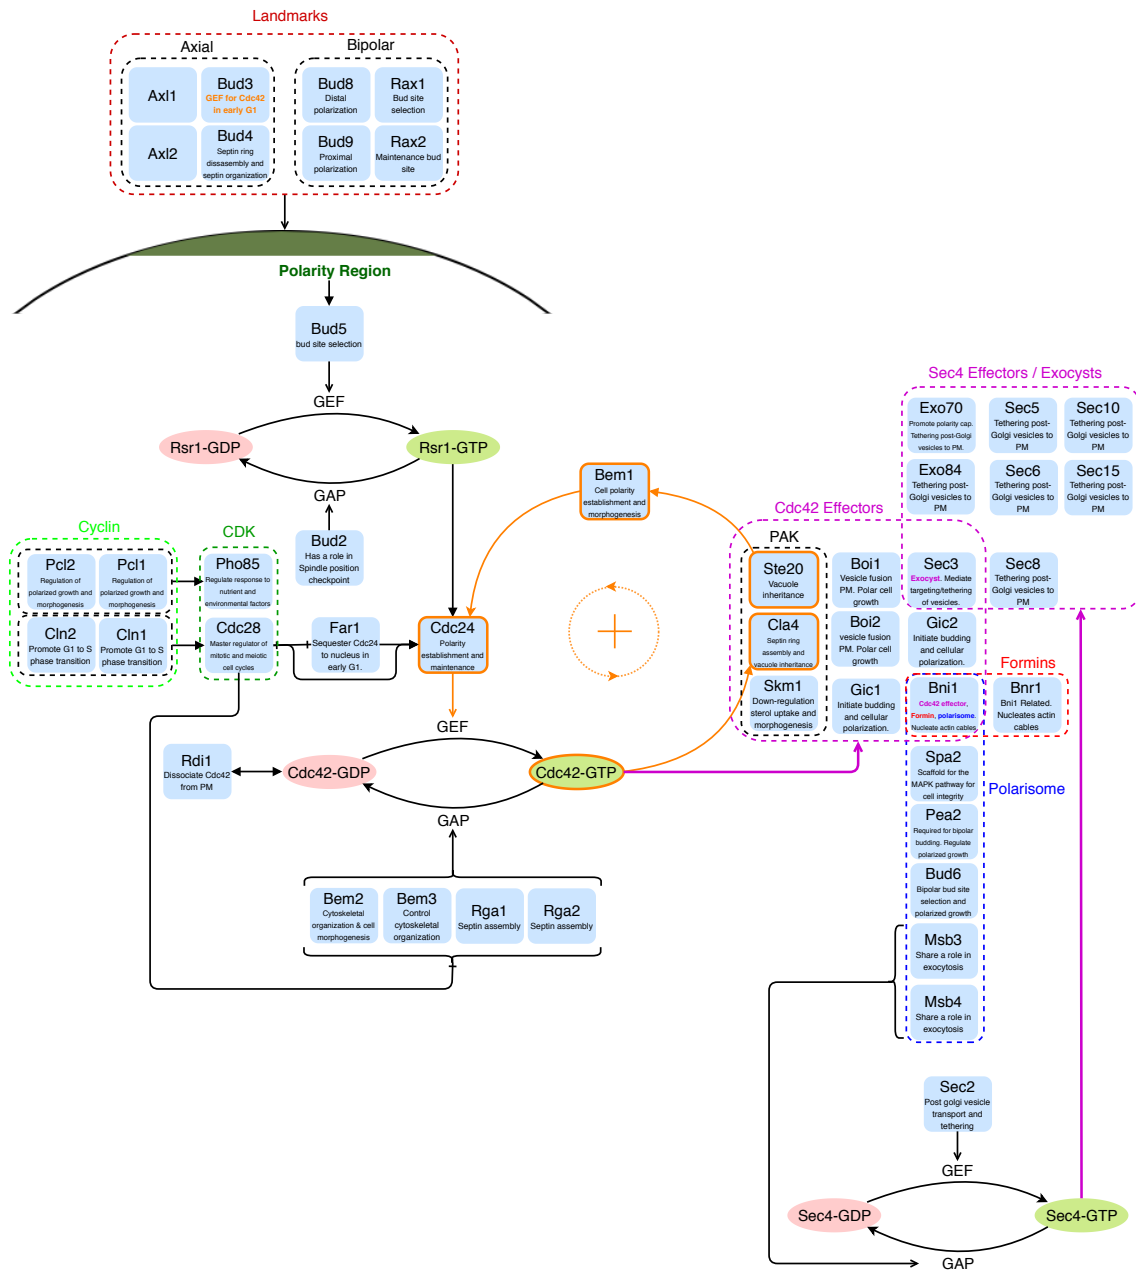 Landmarks
Axial
Bipolar
Axl1
Bud3
GEF for Cdc42
in early G1
Axl2
Bud4
Septin ring
dissasembly and
septin organization
Bud8
Distal
polarization
Rax1
Bud site
selection
Bud9
Proximal
polarization
Rax2
Maintenance bud
site
Polarity Region
Bud5
bud site selection
GEF
Rsr1-GDP
Rsr1-GTP
GAP
Bud2
Has a role in
Spindle position
checkpoint
Cyclin
Pcl2
Regulation of
polarized growth and
morphogenesis
Pcl1
Regulation of
polarized growth and
morphogenesis
Cln2
Promote G1 to S
phase transition
Cln1
Promote G1 to S
phase transition
CDK
Pho85
Regulate response to
nutrient and
environmental factors
Cdc28
Master regulator of
mitotic and meiotic
cell cycles
Far1
Sequester Cdc24
to nucleus in
early G1.
Cdc24
Polarity
establishment and
maintenance
Bem1
Cell polarity
establishment and
morphogenesis
GEF
Rdi1
Dissociate Cdc42
from PM
Cdc42-GDP
Cdc42-GTP
GAP
Bem2
Cytoskeletal
organization & cell
morphogenesis
Bem3
Control
cytoskeletal
organization
Rga1
Septin assembly
Rga2
Septin assembly
Sec4 Effectors / Exocysts
Exo70
Promote polarity cap.
Tethering post-Golgi
vesicles to PM.
Sec5
Tethering post-
Golgi vesicles to
PM
Sec10
Tethering post-
Golgi vesicles to
PM
Exo84
Tethering post-
Golgi vesicles to
PM
Sec6
Tethering post-
Golgi vesicles to
PM
Sec15
Tethering post-
Golgi vesicles to
PM
Cdc42 Effectors
PAK
Ste20
Vacuole
inheritance
Boi1
Vesicle fusion
PM. Polar cell
growth
Sec3
Exocyst. Mediate
targeting/tethering
of vesicles.
Sec8
Tethering post-
Golgi vesicles to
PM
Cla4
Septin ring
assembly and
vacuole inheritance
Boi2
vesicle fusion
PM. Polar cell
growth
Gic2
Initiate budding
and cellular
polarization.
Skm1
Down-regulation
sterol uptake and
morphogenesis
Gic1
Initiate budding
and cellular
polarization.
Formins
Bni1
Cdc42 effector,
Formin, polarisome.
Nucleate actin cables
Bnr1
Bni1 Related.
Nucleates actin
cables
Polarisome
Spa2
Scaffold for the
MAPK pathway for
cell integrity
Pea2
Required for bipolar
budding. Regulate
polarized growth
Bud6
Bipolar bud site
selection and
polarized growth
Msb3
Share a role in
exocytosis
Msb4
Share a role in
exocytosis
Sec2
Post golgi vesicle
transport and
tethering
GEF
Sec4-GDP
Sec4-GTP
GAP